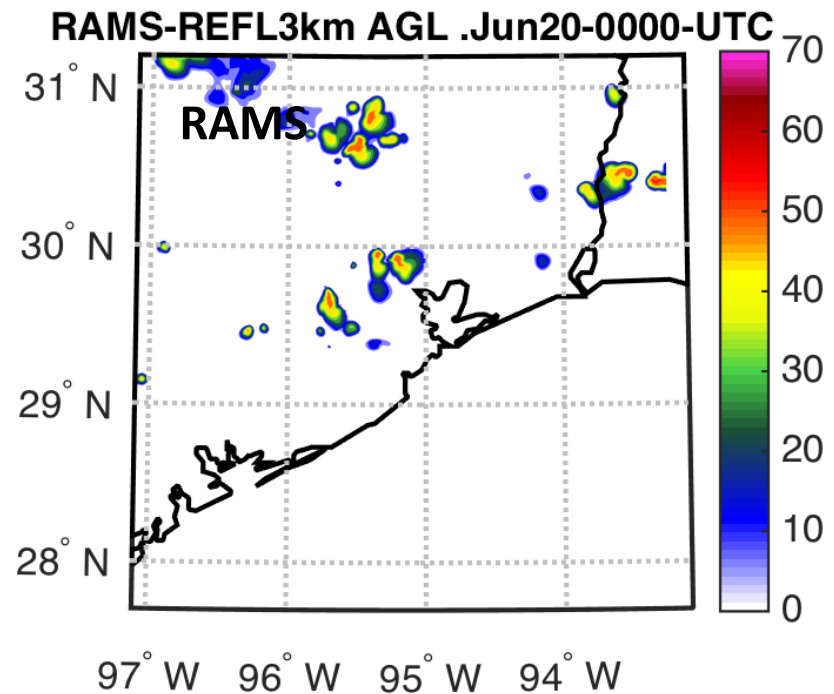 RAMS-REFL3km AGL .Jun20-0000-UTC
70
31° N
RAMS
60
50
30° N
40
30
29° N
20
10
28° N
0
97° W 96° W 95° W 94° W